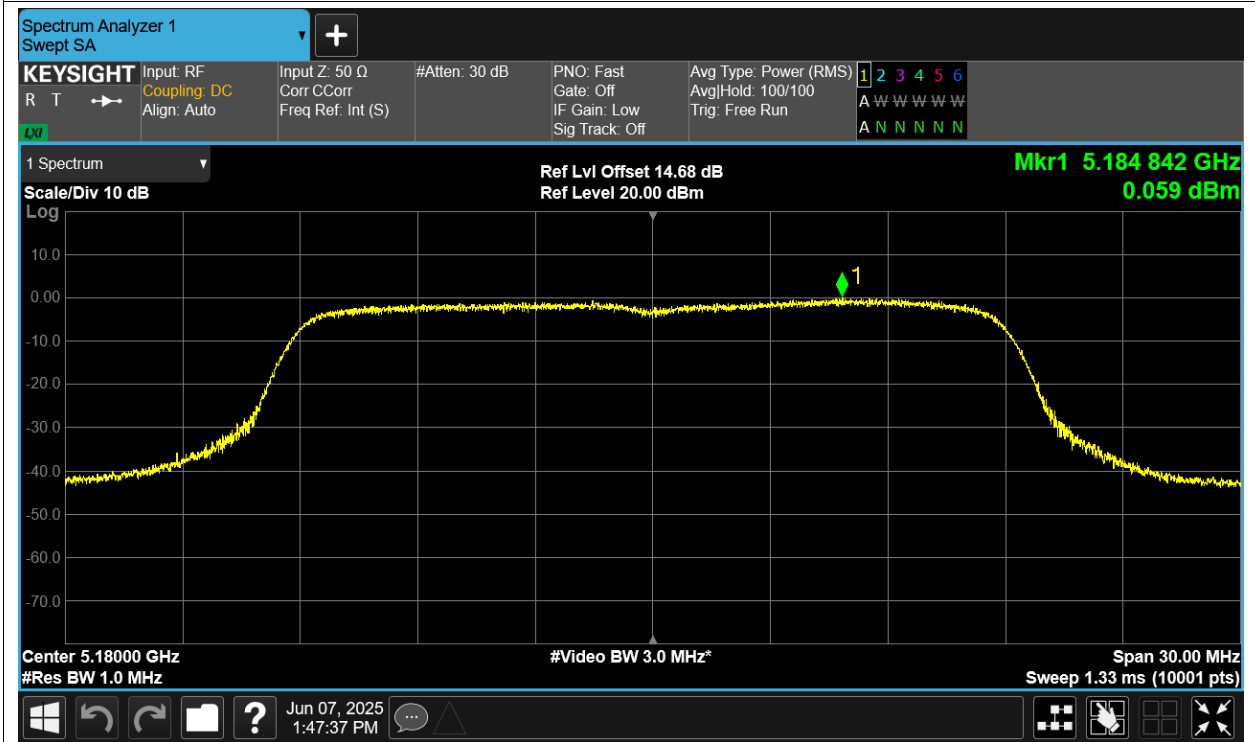 Spectrum Analyzer 1
Swept SA
KEYSIGHT
R T
LXI
Input: RF
Coupling: DC
Align: Auto
Input Z: 50 Ω
Corr CCorr
Freq Ref: Int (S)
#Atten: 30 dB
PNO: Fast
Gate: Off
IF Gain: Low
Sig Track: Off
Avg Type: Power (RMS)
Avg|Hold: 100/100
Trig: Free Run
1 2 3 4 5 6
A W W W W W
A N N N N N
1 Spectrum
Scale/Div 10 dB
Log
Ref Lvl Offset 14.68 dB
Ref Level 20.00 dBm
Mkr1 5.184 842 GHz
0.059 dBm
10.0
0.00
-10.0
-20.0
-30.0
-40.0
-50.0
-60.0
-70.0
1
Center 5.18000 GHz
#Res BW 1.0 MHz
#Video BW 3.0 MHz*
Span 30.00 MHz
Sweep 1.33 ms (10001 pts)
?
Jun 07, 2025
1:47:37 PM